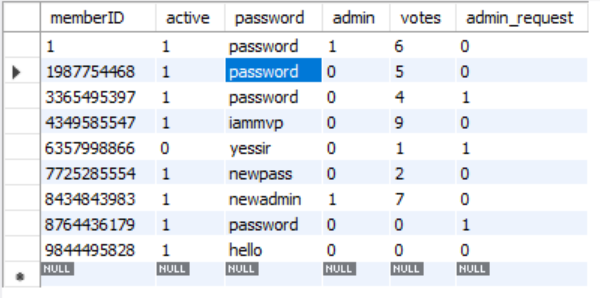 memberID active password admin votes admin_request
1 1 password 1 6 0
1987754468 1 password 0 5 0
3365495397 1 password 0 4 1
4349585547 1 iammvp 0 9 0
6357998866 0 yessir 0 1 1
7725285554 1 newpass 0 2 0
8434843983 1 newadmin 1 7 0
8764436179 1 password 0 0 1
9844495828 1 hello 0 0 0
NULL NULL NULL NULL NULL NULL